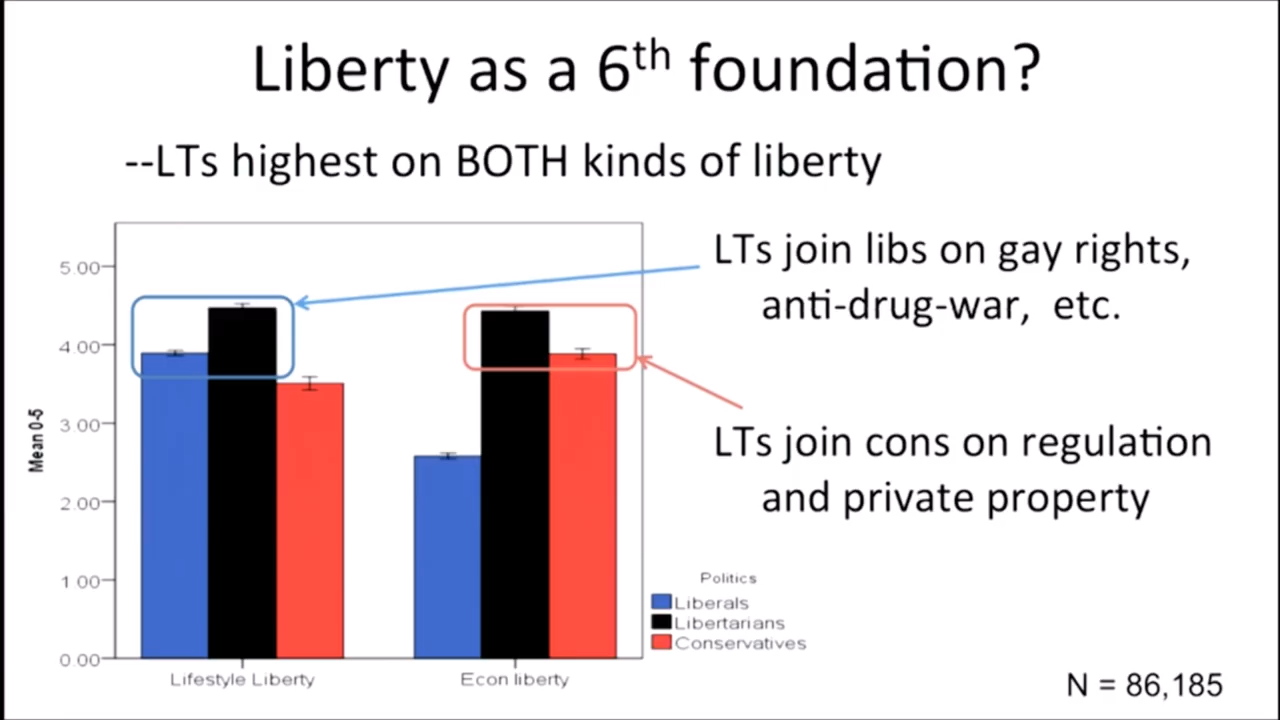 Liberty as a 6th foundation?
--LTs highest on BOTH kinds of liberty
LTs join libs on gay rights,
anti-drug-war, etc.
LTs join cons on regulation
and private property
Mean 0-5
5.00
4.00
3.00
2.00
1.00
0.00
Lifestyle Liberty
Econ liberty
Politics
Liberals
Libertarians
Conservatives
N = 86,185